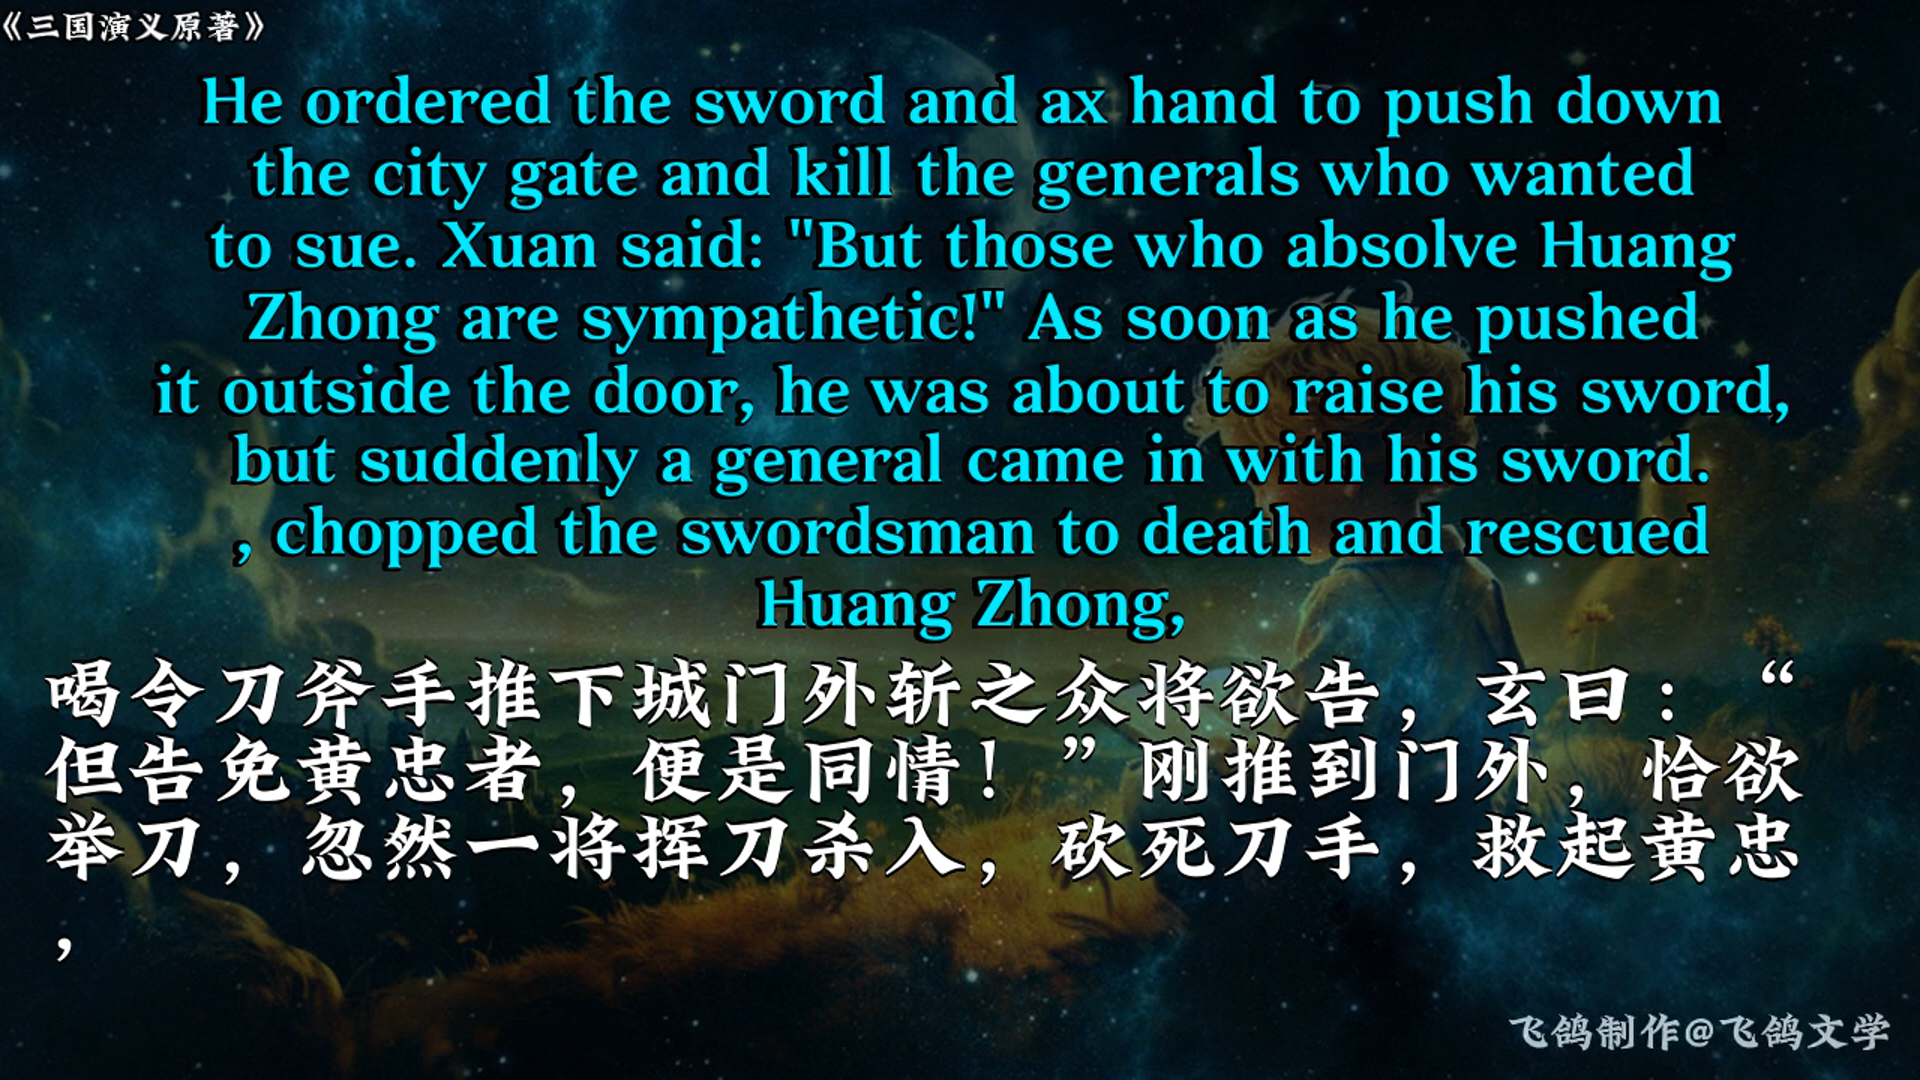 《三国演义原著》
He ordered the sword and ax hand to push down
the city gate and kill the generals who wanted
to sue. Xuan said: "But those who absolve Huang
Zhong are sympathetic!" As soon as he pushed
it outside the door, he was about to raise his sword,
but suddenly a general came in with his sword.
, chopped the swordsman to death and rescued
Huang Zhong,
喝令刀斧手推下城门外斩之众将欲告，玄曰：“
但告免黄忠者，便是同情！”刚推到门外，恰欲
举刀，忽然一将挥刀杀入，砍死刀手，救起黄忠
，
飞鸽制作@飞鸽文学